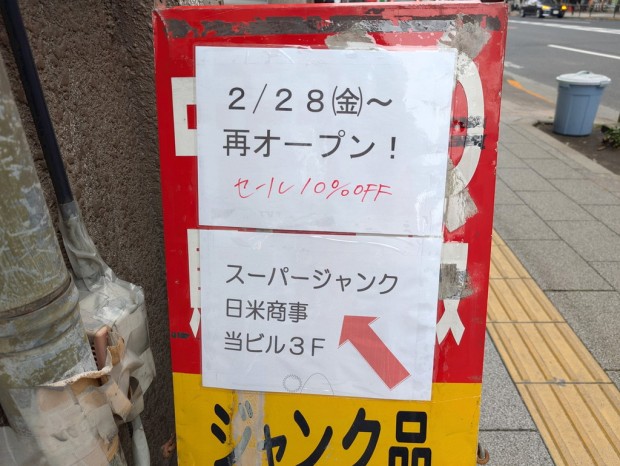 ２/２８㈮～
再オープン！
セール10%OFF
スーパージャンク
日米商事
当ビル３Ｆ
ジャンク品